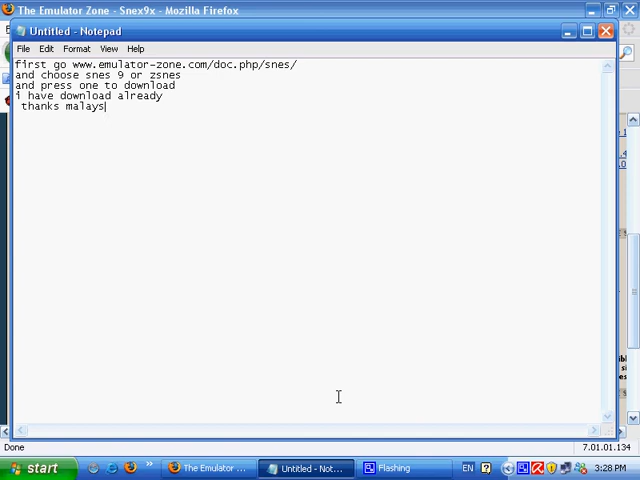 The Emulator Zone - Snex9x - Mozilla Firefox
Untitled - Notepad
File Edit Format View Help
first go www.emulator-zone.com/doc.php/snes/
and choose snes 9 or zsnes
and press one to download
i have download already
thanks malays
Done 7.01.01.134
start The Emulator ... Untitled - Not... Flashing EN 3:28 PM